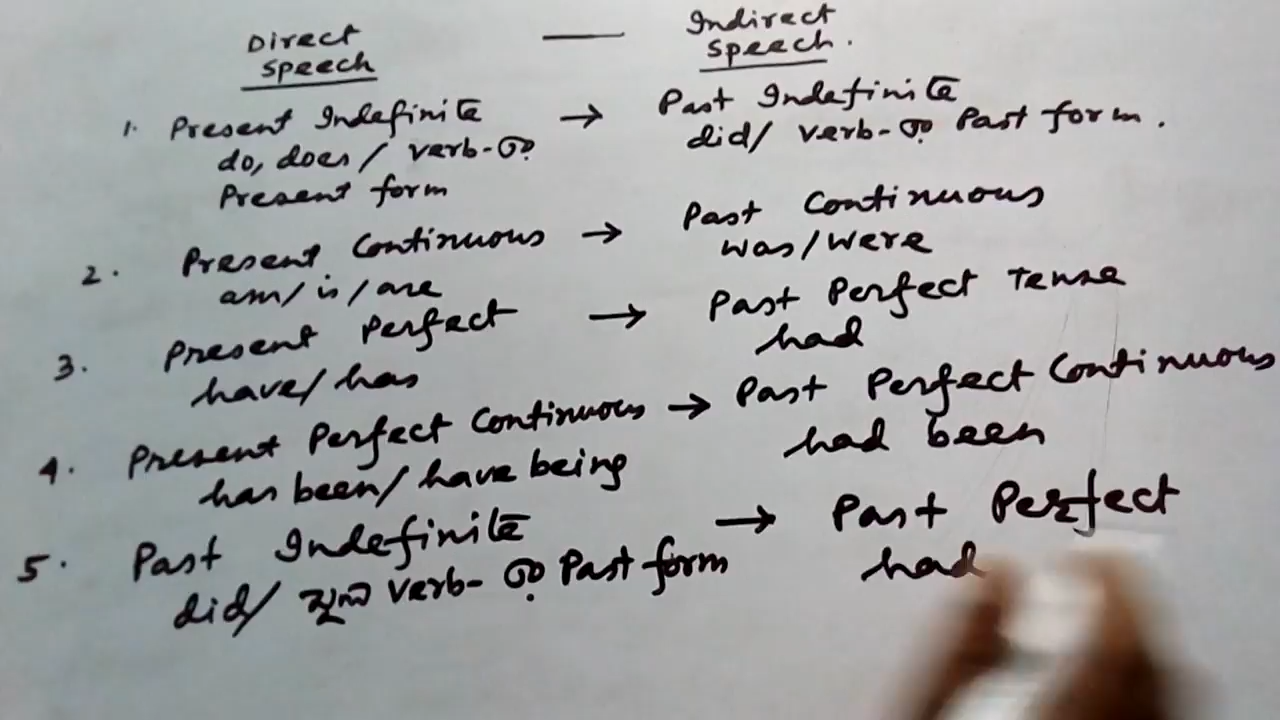 Direct Speech — Indirect Speech.
1. Present Indefinite → Past Indefinite
do, does / verb-এর Present form
did / verb-এর Past form.
2. Present Continuous → Past Continuous
am / is / are
was / were
3. Present Perfect → Past Perfect Tense
have / has
had
4. Present Perfect Continuous → Past Perfect Continuous
has been / have being
had been
5. Past Indefinite → Past Perfect
did / মূল verb-এর Past form
had